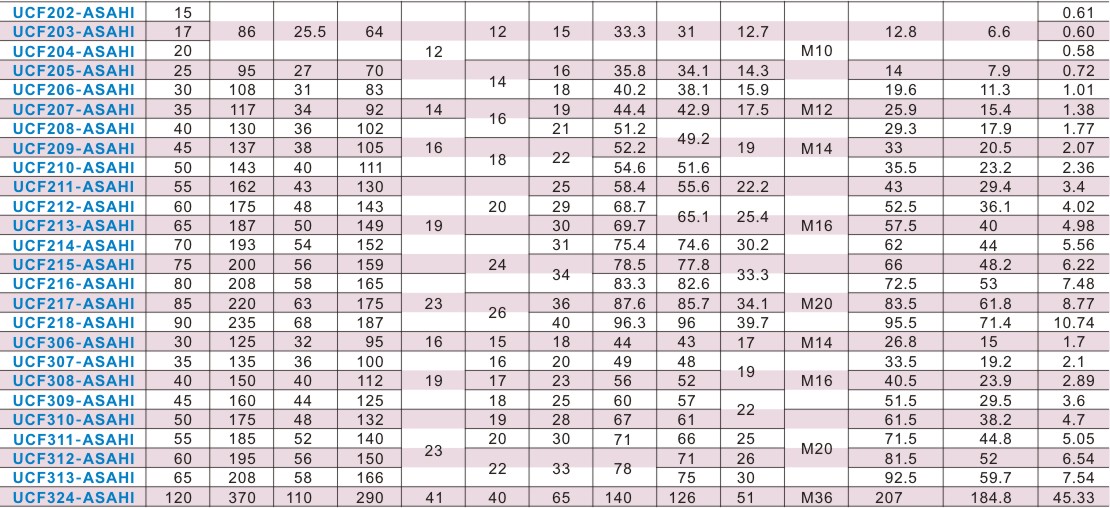 UCF202-ASAHI 15 0.61
UCF203-ASAHI 17 86 25.5 64 12 15 33.3 31 12.7 12.8 6.6 0.60
UCF204-ASAHI 20 12 M10 0.58
UCF205-ASAHI 25 95 27 70 14 16 35.8 34.1 14.3 14 7.9 0.72
UCF206-ASAHI 30 108 31 83 18 40.2 38.1 15.9 19.6 11.3 1.01
UCF207-ASAHI 35 117 34 92 14 16 19 44.4 42.9 17.5 M12 25.9 15.4 1.38
UCF208-ASAHI 40 130 36 102 21 51.2 49.2 29.3 17.9 1.77
UCF209-ASAHI 45 137 38 105 16 18 22 52.2 19 M14 33 20.5 2.07
UCF210-ASAHI 50 143 40 111 54.6 51.6 35.5 23.2 2.36
UCF211-ASAHI 55 162 43 130 25 58.4 55.6 22.2 43 29.4 3.4
UCF212-ASAHI 60 175 48 143 20 29 68.7 65.1 25.4 52.5 36.1 4.02
UCF213-ASAHI 65 187 50 149 19 30 69.7 M16 57.5 40 4.98
UCF214-ASAHI 70 193 54 152 31 75.4 74.6 30.2 62 44 5.56
UCF215-ASAHI 75 200 56 159 24 34 78.5 77.8 33.3 66 48.2 6.22
UCF216-ASAHI 80 208 58 165 83.3 82.6 72.5 53 7.48
UCF217-ASAHI 85 220 63 175 23 26 36 87.6 85.7 34.1 M20 83.5 61.8 8.77
UCF218-ASAHI 90 235 68 187 40 96.3 96 39.7 95.5 71.4 10.74
UCF306-ASAHI 30 125 32 95 16 15 18 44 43 17 M14 26.8 15 1.7
UCF307-ASAHI 35 135 36 100 16 20 49 48 19 33.5 19.2 2.1
UCF308-ASAHI 40 150 40 112 19 17 23 56 52 M16 40.5 23.9 2.89
UCF309-ASAHI 45 160 44 125 18 25 60 57 22 51.5 29.5 3.6
UCF310-ASAHI 50 175 48 132 19 28 67 61 61.5 38.2 4.7
UCF311-ASAHI 55 185 52 140 23 20 30 71 66 25 M20 71.5 44.8 5.05
UCF312-ASAHI 60 195 56 150 22 33 78 71 26 81.5 52 6.54
UCF313-ASAHI 65 208 58 166 75 30 92.5 59.7 7.54
UCF324-ASAHI 120 370 110 290 41 40 65 140 126 51 M36 207 184.8 45.33